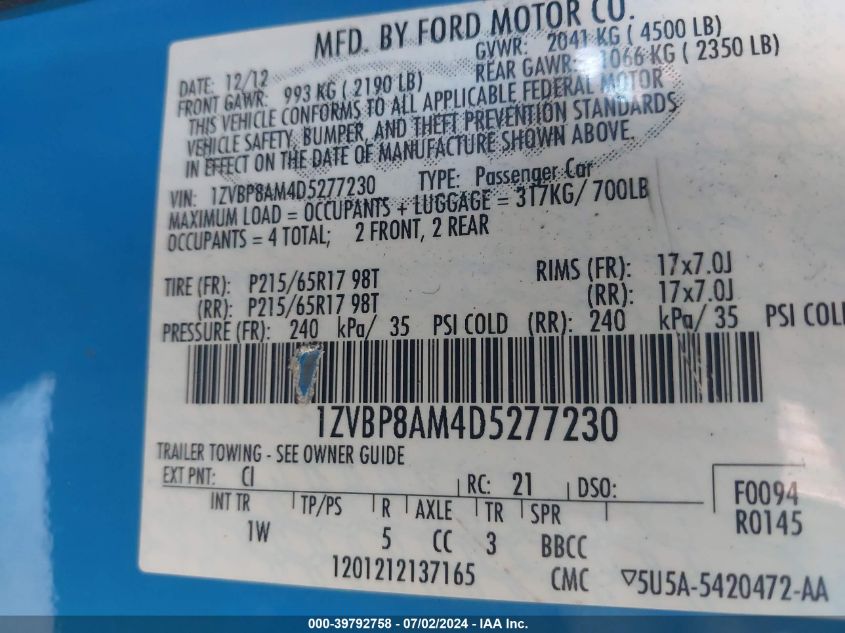 MFD. BY FORD MOTOR CO.
DATE: 12/12 GVWR: 2041 KG ( 4500 LB)
FRONT GAWR: 993 KG ( 2190 LB) REAR GAWR: 1066 KG ( 2350 LB)
THIS VEHICLE CONFORMS TO ALL APPLICABLE FEDERAL MOTOR
VEHICLE SAFETY, BUMPER, AND THEFT PREVENTION STANDARDS
IN EFFECT ON THE DATE OF MANUFACTURE SHOWN ABOVE.
VIN: 1ZVBP8AM4D5277230 TYPE: Passenger Car
MAXIMUM LOAD = OCCUPANTS + LUGGAGE = 317KG/ 700LB
OCCUPANTS = 4 TOTAL; 2 FRONT, 2 REAR
TIRE (FR): P215/65R17 98T RIMS (FR): 17x7.0J
(RR): P215/65R17 98T (RR): 17x7.0J
PRESSURE (FR): 240 kPa/ 35 PSI COLD (RR): 240 kPa/ 35 PSI COLD
1ZVBP8AM4D5277230
TRAILER TOWING - SEE OWNER GUIDE
EXT PNT: CI RC: 21 DSO: F0094
INT TR TP/PS R AXLE TR SPR R0145
1W 5 CC 3 BBCC
1201212137165 CMC ▽5U5A-5420472-AA
000-39792758 - 07/02/2024 - IAA Inc.